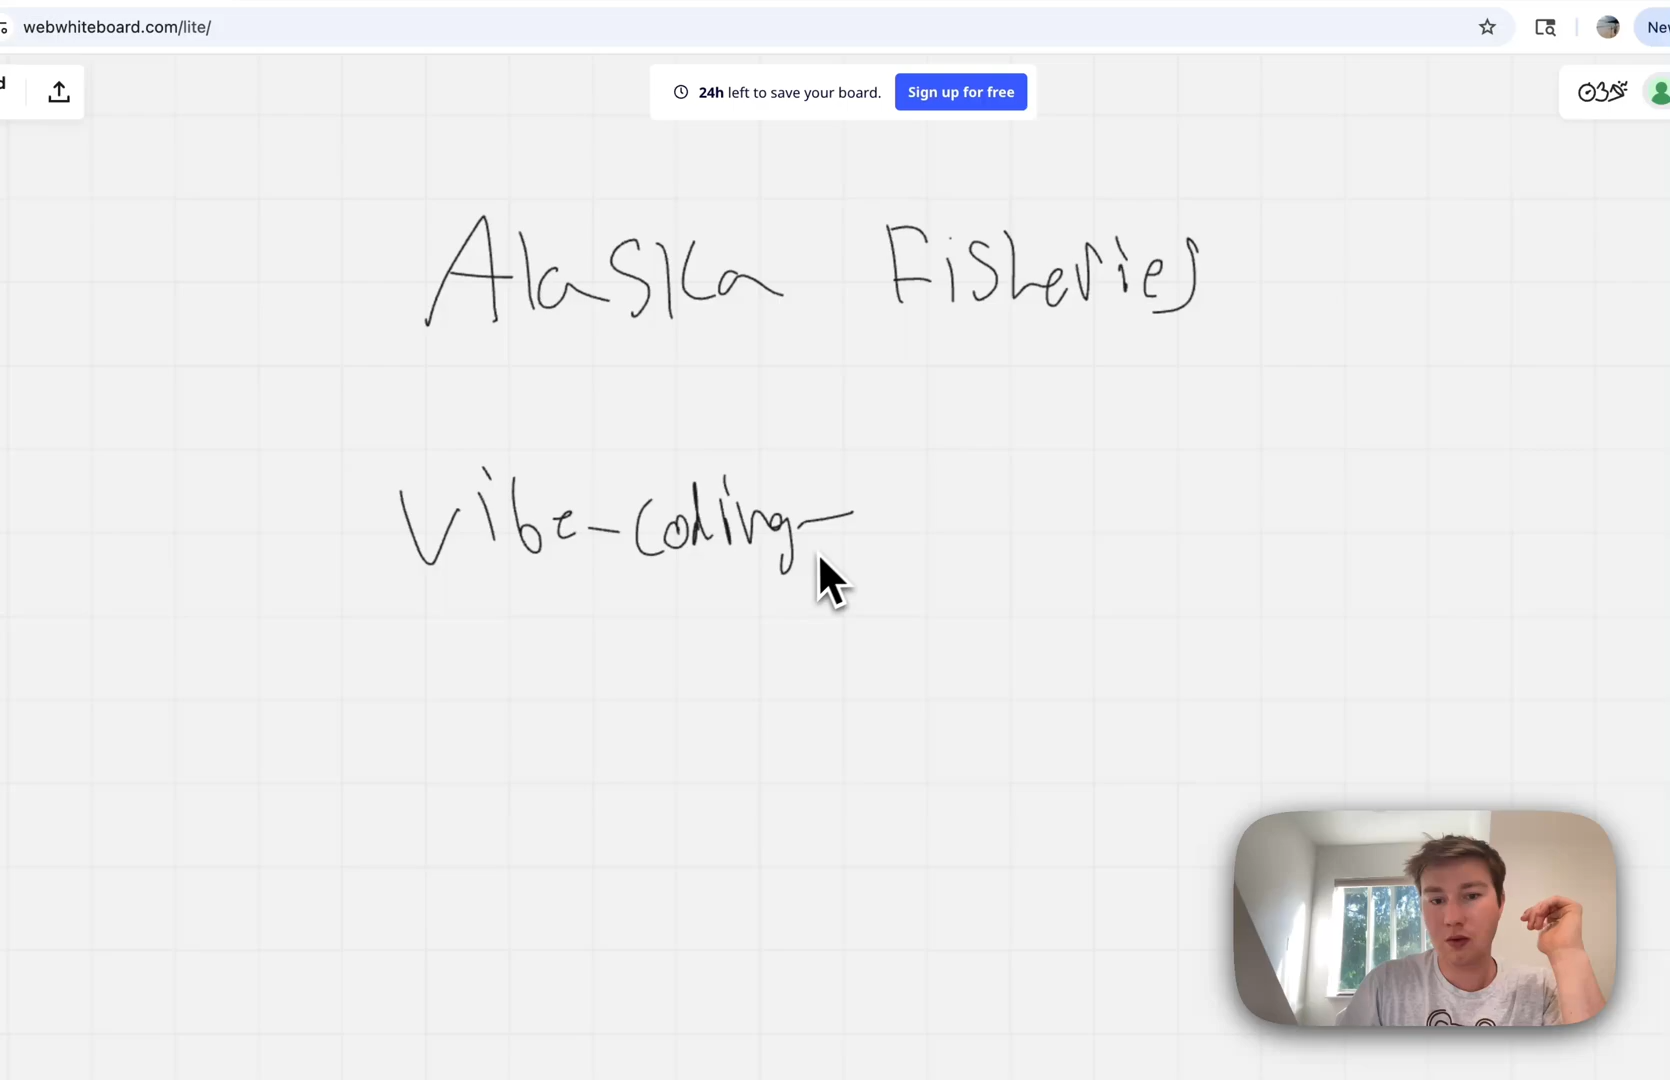 webwhiteboard.com/lite/
24h left to save your board. Sign up for free
Alaska Fisheries
Vibe-coding-